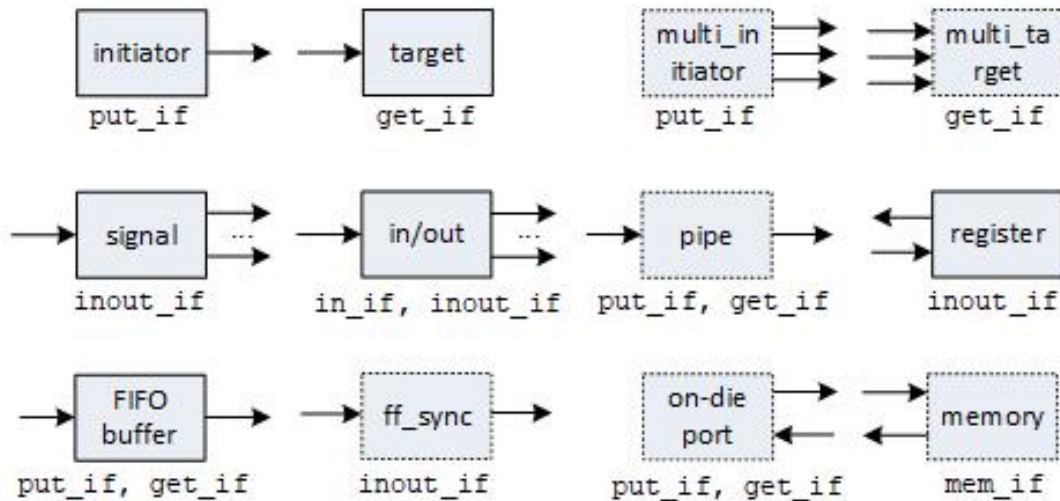 initiator
target
multi_in
itiator
multi_ta
rget
put_if
get_if
put_if
get_if
signal
...
in/out
...
pipe
register
inout_if
in_if, inout_if
put_if, get_if
inout_if
FIFO
buffer
ff_sync
on-die
port
memory
put_if, get_if
inout_if
put_if, get_if
mem_if